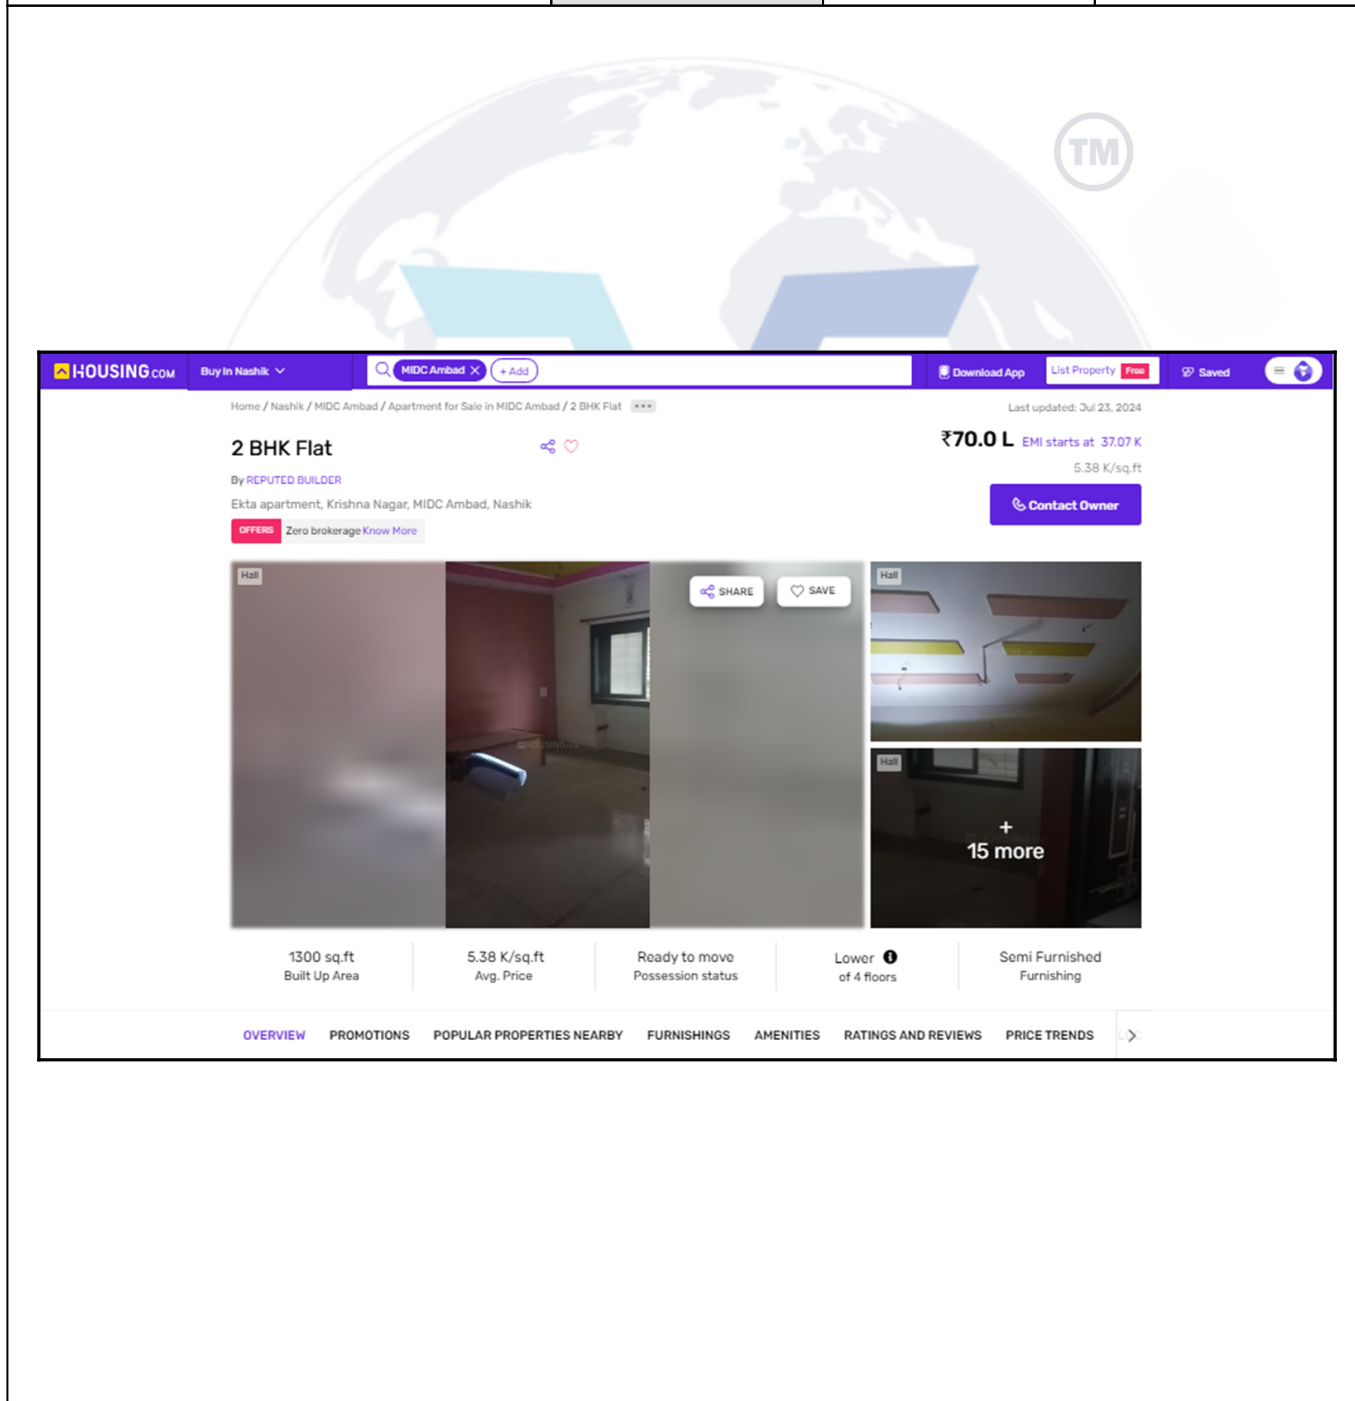 TM
HOUSING.COM Buy In Nashik MIDC Ambad + Add Download App List Property Free Saved
Home / Nashik / MIDC Ambad / Apartment for Sale in MIDC Ambad / 2 BHK Flat Last updated: Jul 23, 2024
2 BHK Flat ₹70.0 L EMI starts at 37.07 K
5.38 K/sq.ft
By REPUTED BUILDER
Ekta apartment, Krishna Nagar, MIDC Ambad, Nashik
Contact Owner
OFFERS Zero brokerage Know More
Hall
SHARE SAVE
Hall
HOUSING.COM
Hall
+
15 more
1300 sq.ft 5.38 K/sq.ft Ready to move Lower Semi Furnished
Built Up Area Avg. Price Possession status of 4 floors Furnishing
OVERVIEW PROMOTIONS POPULAR PROPERTIES NEARBY FURNISHINGS AMENITIES RATINGS AND REVIEWS PRICE TRENDS